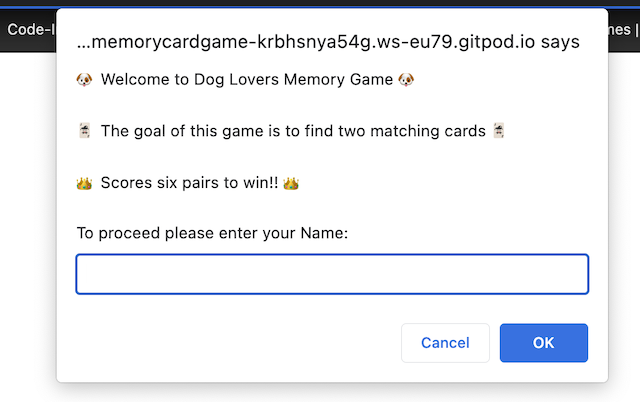 Code-I
nes |
...memorycardgame-krbhsnya54g.ws-eu79.gitpod.io says
🐶 Welcome to Dog Lovers Memory Game 🐶
🃏 The goal of this game is to find two matching cards 🃏
👑 Scores six pairs to win!! 👑
To proceed please enter your Name:
Cancel
OK